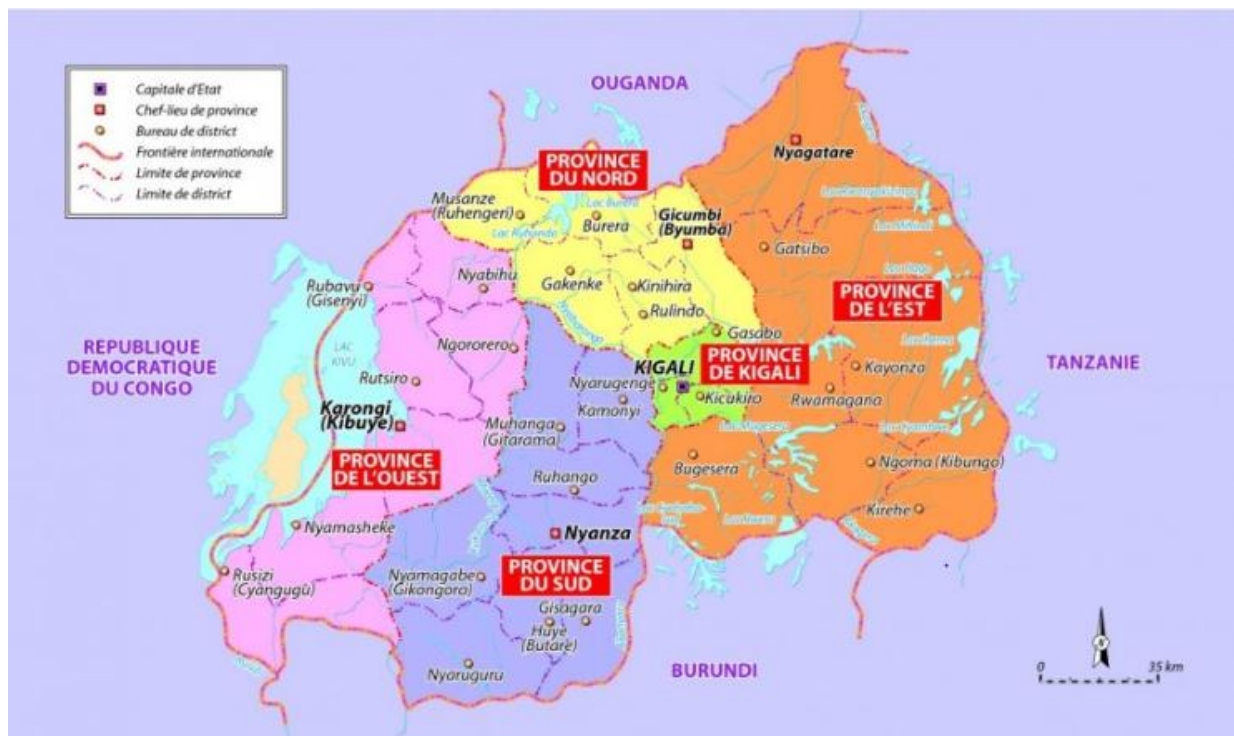 Capitale d'Etat
Chef-lieu de province
Bureau de district
Frontière internationale
Limite de province
Limite de district
OUGANDA
REPUBLIQUE
DEMOCRATIQUE
DU CONGO
TANZANIE
BURUNDI
PROVINCE
DU NORD
Musanze
(Ruhengeri)
Lac Burera
Burera
Gicumbi
(Byumba)
Gakenke
Kinihira
Rulindo
Nyagatare
Gatsibo
PROVINCE
DE L'EST
Kayonza
Rwamagana
Ngoma (Kibungo)
Kirehe
Bugesera
Lac Mugesera
Gasabo
KIGALI
PROVINCE
DE KIGALI
Nyarugenge
Kicukiro
Rubavu
(Gisenyi)
Nyabihu
Ngororero
LAC
KIVU
Rutsiro
Karongi
(Kibuye)
PROVINCE
DE L'OUEST
Nyamasheke
Rusizi
(Cyàngugù)
Kamonyi
Muhanga
(Gitarama)
Ruhango
Nyanza
PROVINCE
DU SUD
Nyamagabe
(Gikongoro)
Gisagara
Huye
(Butare)
Nyaruguru
N
0 35 km